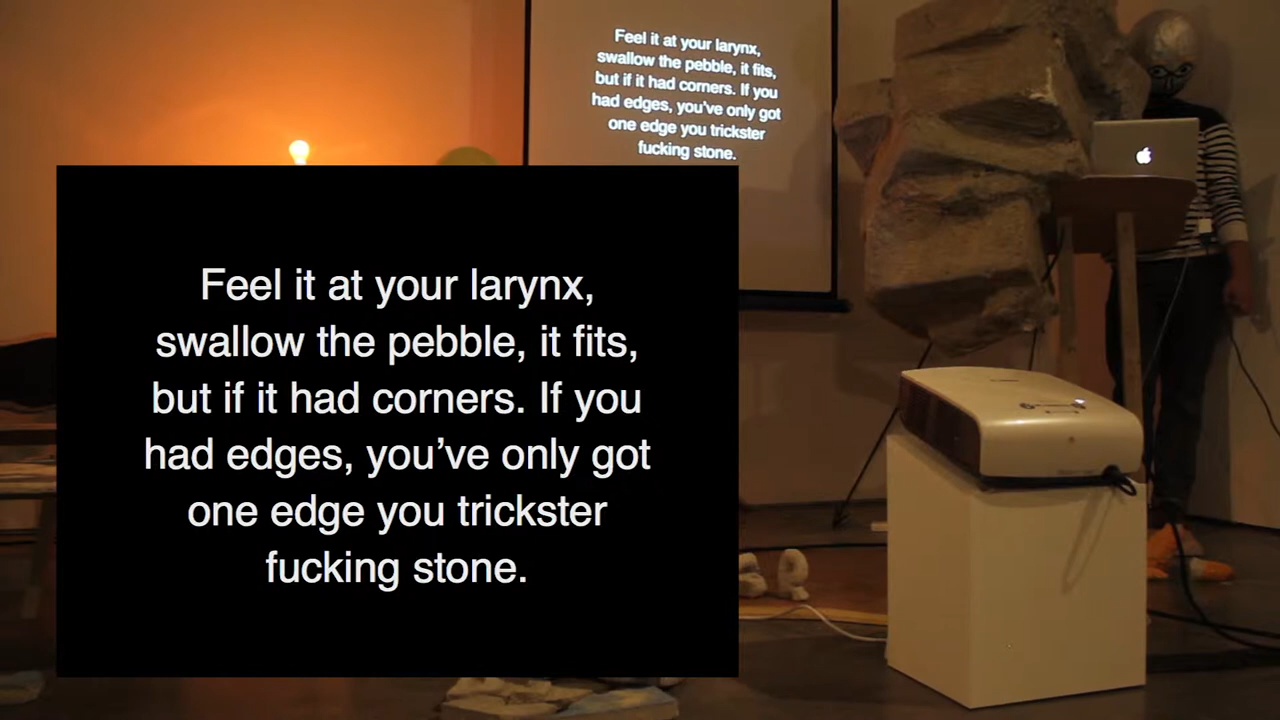 Feel it at your larynx,
swallow the pebble, it fits,
but if it had corners. If you
had edges, you've only got
one edge you trickster
fucking stone.
Feel it at your larynx,
swallow the pebble, it fits,
but if it had corners. If you
had edges, you’ve only got
one edge you trickster
fucking stone.